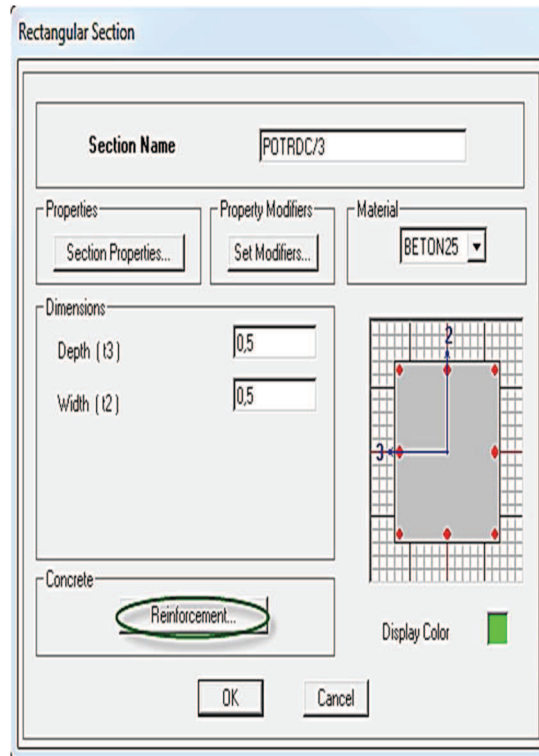 Rectangular Section
Section Name POTRDC/3
Properties Property Modifiers Material
Section Properties... Set Modifiers... BETON25
Dimensions
Depth ( t3 ) 0,5
Width ( t2 ) 0,5
2
3
Concrete
Reinforcement...
Display Color
OK Cancel